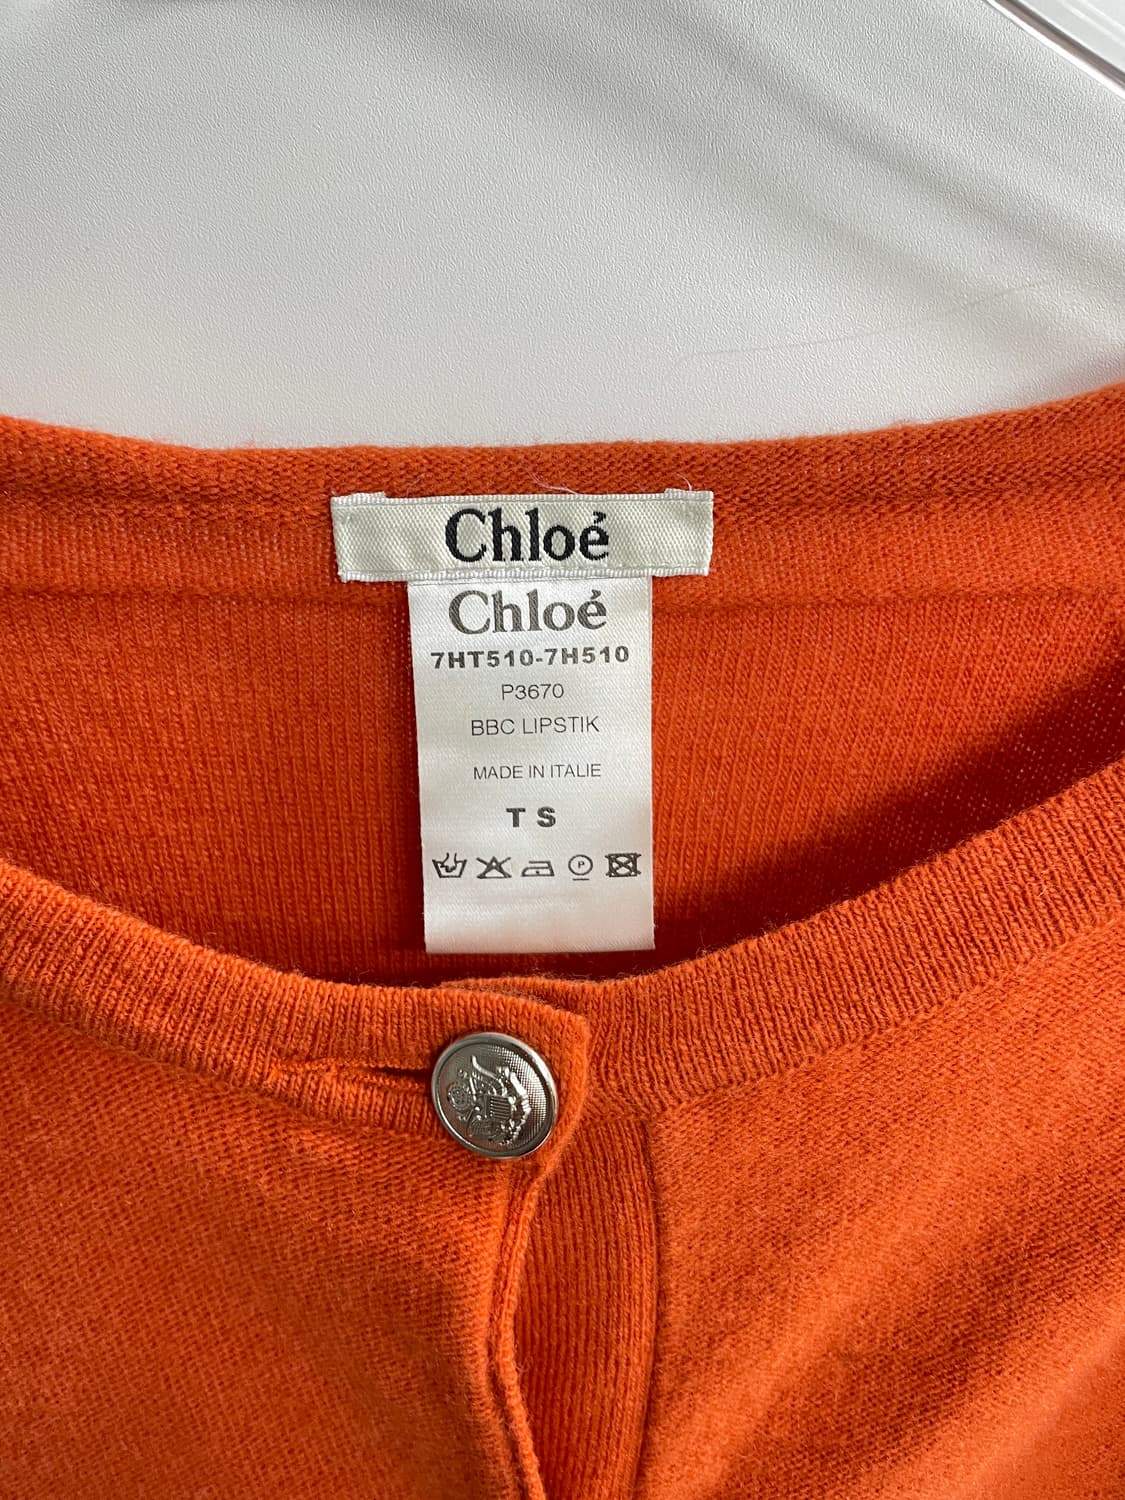 Chloé
Chloé
7HT510-7H510
P3670
BBC LIPSTIK
MADE IN ITALIE
T S
P